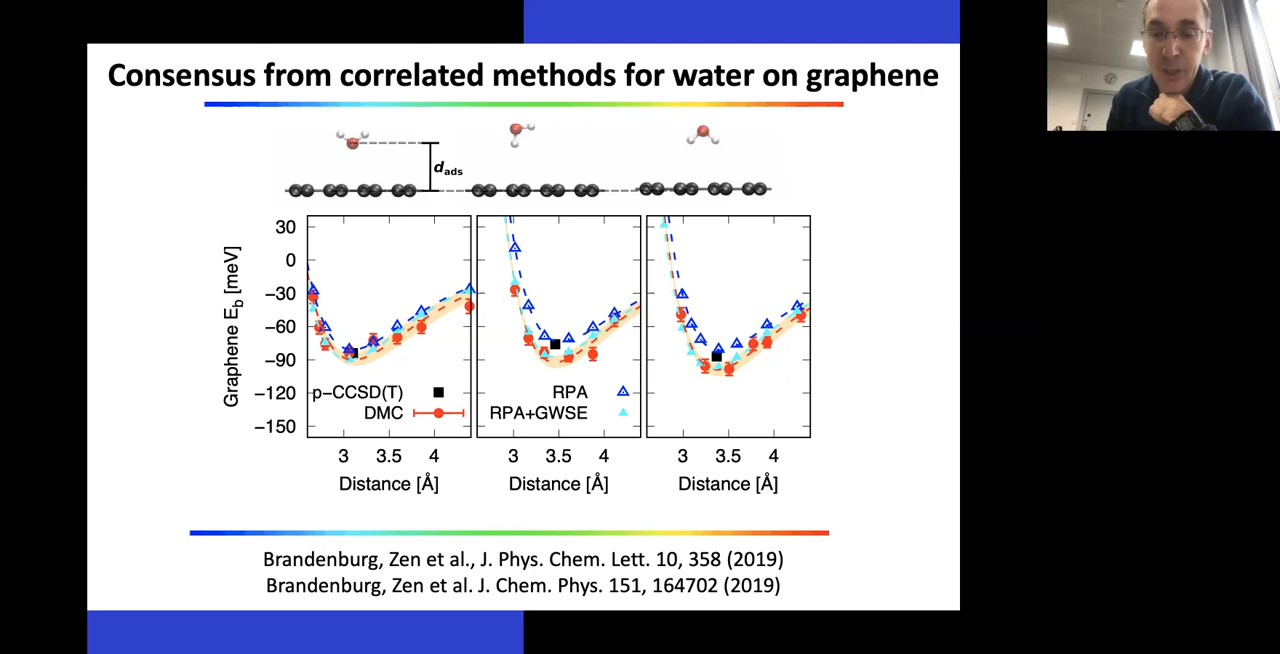 Consensus from correlated methods for water on graphene
dads
Graphene Eb [meV]
30
0
−30
−60
−90
−120
−150
p−CCSD(T)
DMC
RPA
RPA+GWSE
3 3.5 4
3 3.5 4
3 3.5 4
Distance [Å]
Distance [Å]
Distance [Å]
Brandenburg, Zen et al., J. Phys. Chem. Lett. 10, 358 (2019)
Brandenburg, Zen et al. J. Chem. Phys. 151, 164702 (2019)